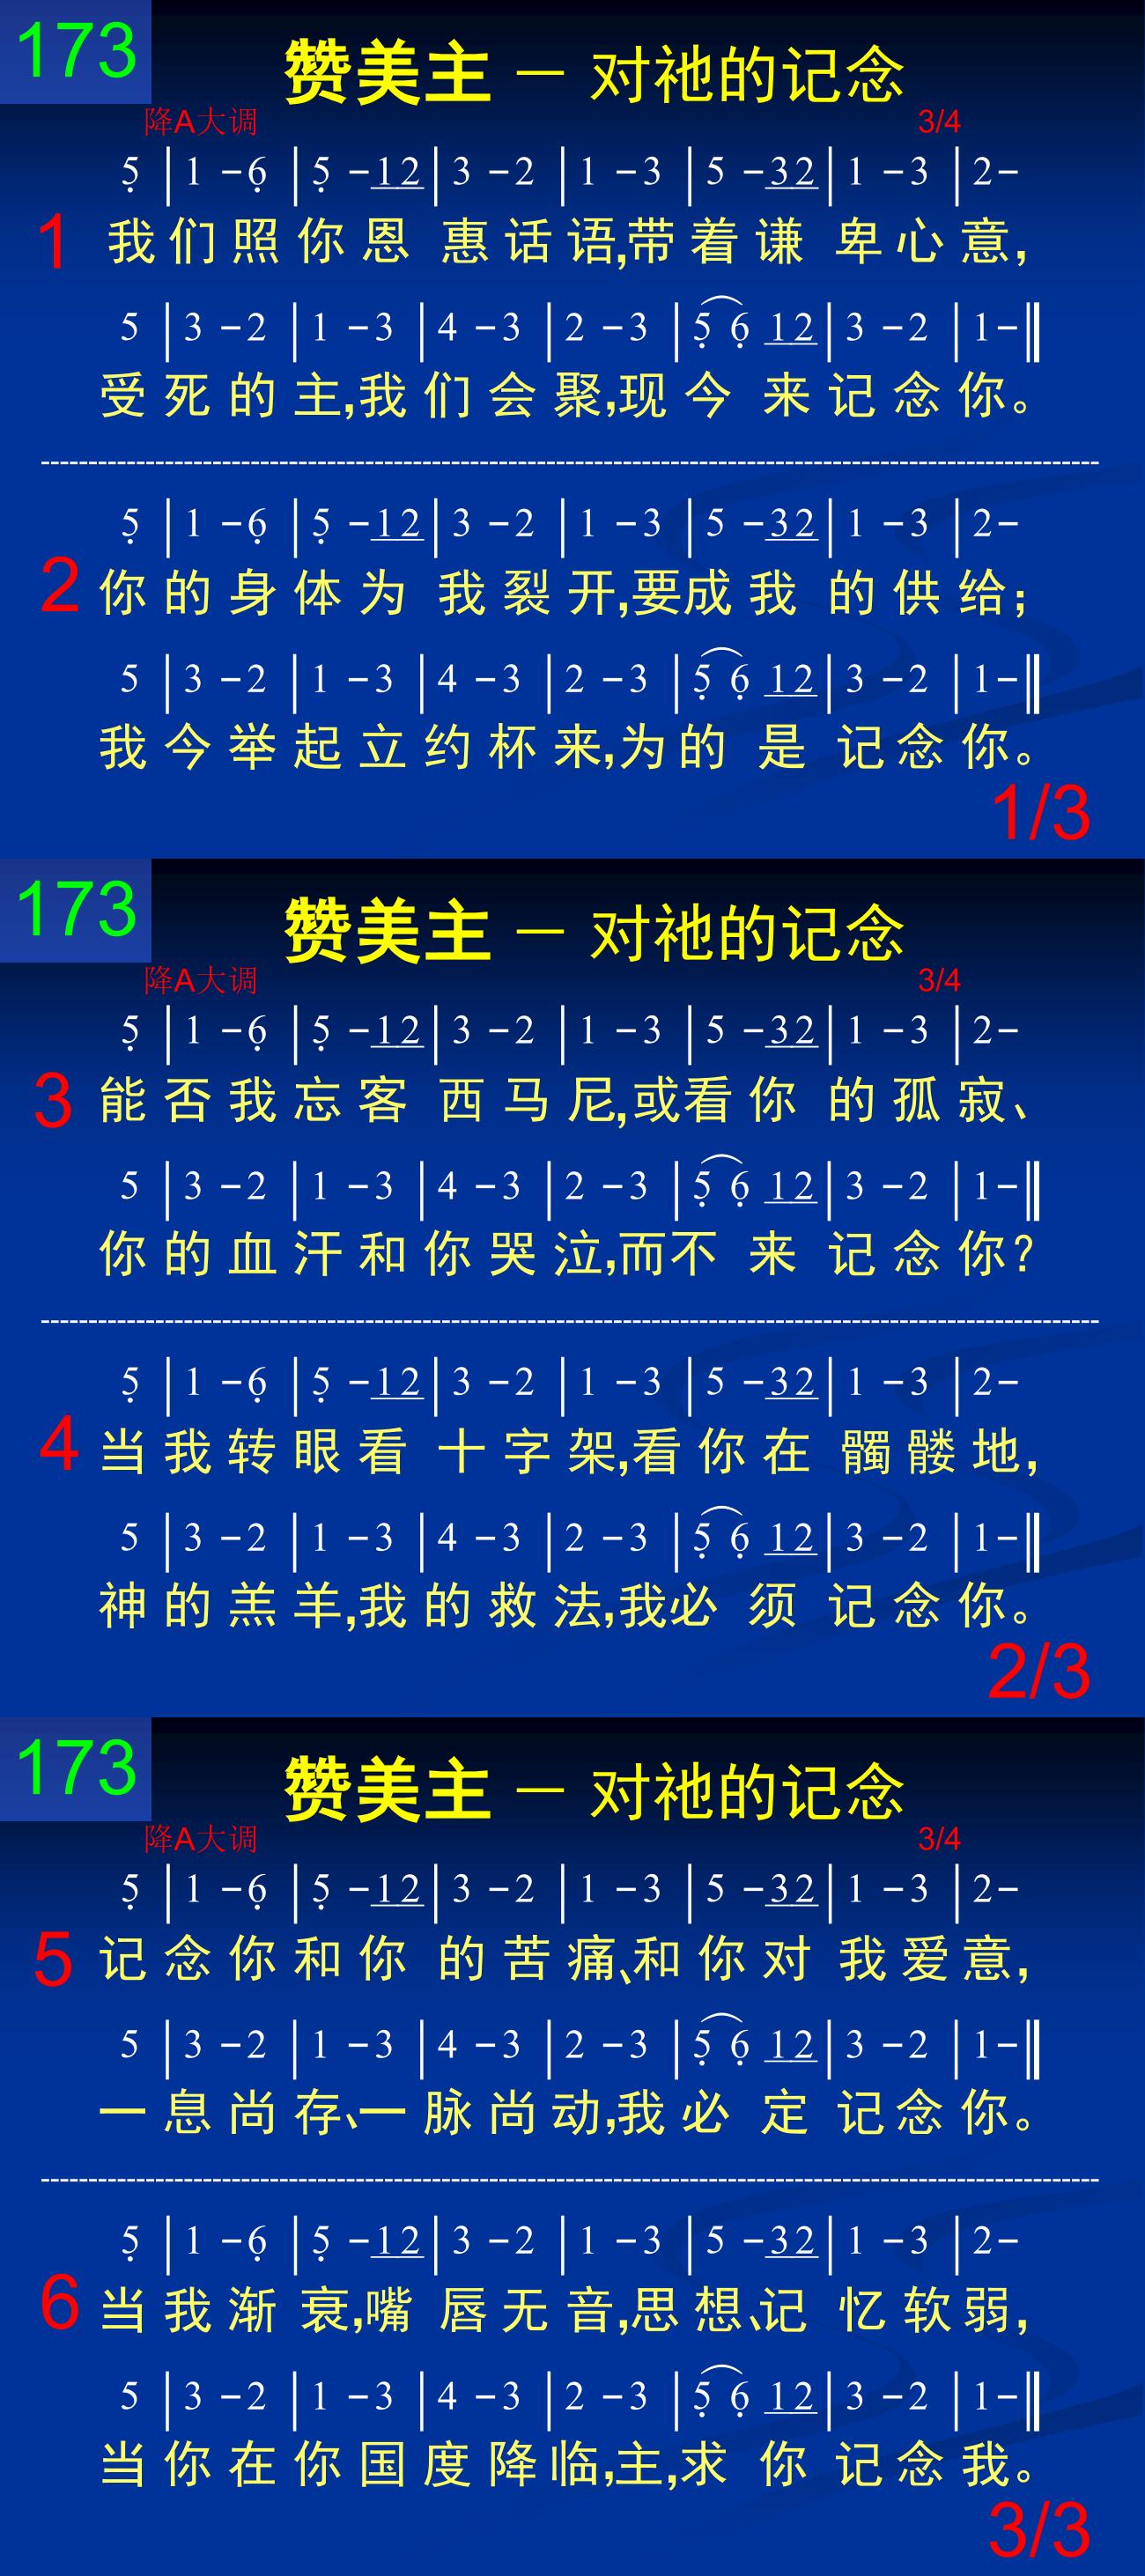 173
赞美主 — 对祂的记念
降A大调 3/4
5̣ | 1 -6̣ | 5̣ -12 | 3 -2 | 1 -3 | 5 -32 | 1 -3 | 2-
1 我们照你恩惠话语,带着谦卑心意,
5 | 3 -2 | 1 -3 | 4 -3 | 2 -3 | 5̣ 6̣ 12 | 3 -2 | 1-‖
受死的主,我们会聚,现今来记念你。
5̣ | 1 -6̣ | 5̣ -12 | 3 -2 | 1 -3 | 5 -32 | 1 -3 | 2-
2 你的身体为我裂开,要成我的供给;
5 | 3 -2 | 1 -3 | 4 -3 | 2 -3 | 5̣ 6̣ 12 | 3 -2 | 1-‖
我今举起立约杯来,为的是记念你。
1/3
173
赞美主 — 对祂的记念
降A大调 3/4
5̣ | 1 -6̣ | 5̣ -12 | 3 -2 | 1 -3 | 5 -32 | 1 -3 | 2-
3 能否我忘客西马尼,或看你的孤寂、
5 | 3 -2 | 1 -3 | 4 -3 | 2 -3 | 5̣ 6̣ 12 | 3 -2 | 1-‖
你的血汗和你哭泣,而不来记念你?
5̣ | 1 -6̣ | 5̣ -12 | 3 -2 | 1 -3 | 5 -32 | 1 -3 | 2-
4 当我转眼看十字架,看你在髑髅地,
5 | 3 -2 | 1 -3 | 4 -3 | 2 -3 | 5̣ 6̣ 12 | 3 -2 | 1-‖
神的羔羊,我的救法,我必须记念你。
2/3
173
赞美主 — 对祂的记念
降A大调 3/4
5̣ | 1 -6̣ | 5̣ -12 | 3 -2 | 1 -3 | 5 -32 | 1 -3 | 2-
5 记念你和你的苦痛、和你对我爱意,
5 | 3 -2 | 1 -3 | 4 -3 | 2 -3 | 5̣ 6̣ 12 | 3 -2 | 1-‖
一息尚存、一脉尚动,我必定记念你。
5̣ | 1 -6̣ | 5̣ -12 | 3 -2 | 1 -3 | 5 -32 | 1 -3 | 2-
6 当我渐衰,嘴唇无音,思想、记忆软弱,
5 | 3 -2 | 1 -3 | 4 -3 | 2 -3 | 5̣ 6̣ 12 | 3 -2 | 1-‖
当你在你国度降临,主,求你记念我。
3/3